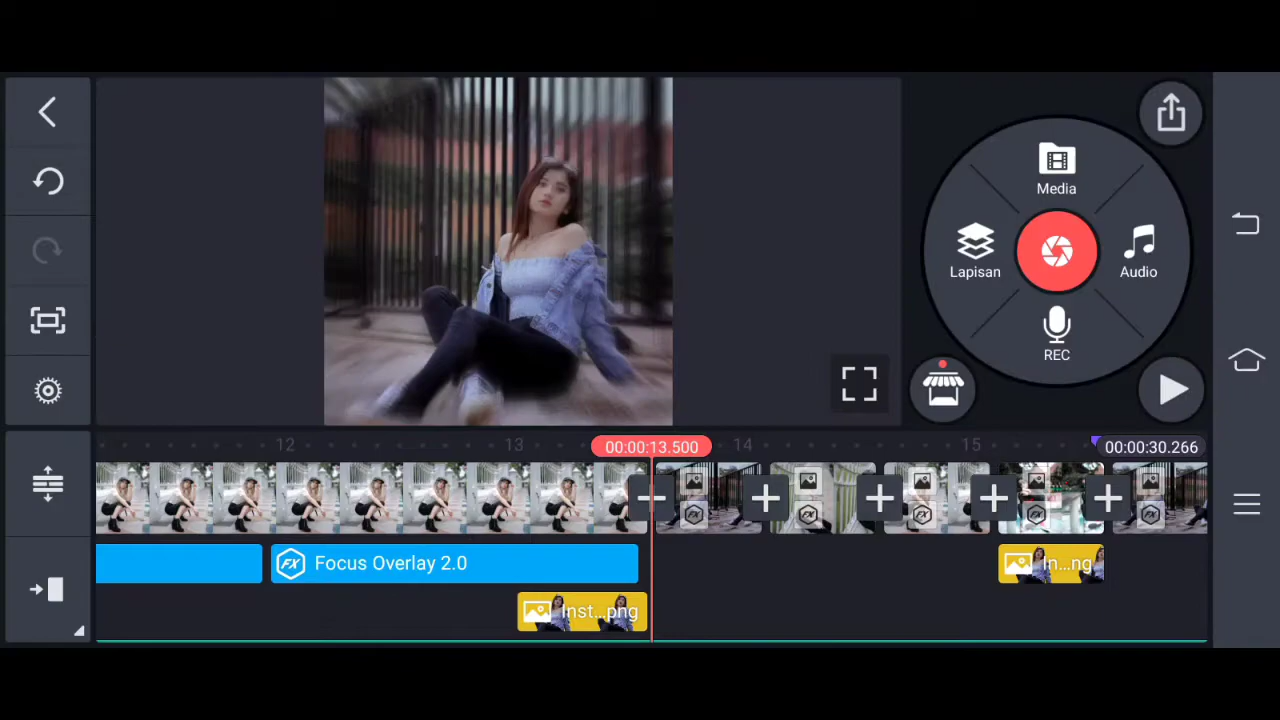 Media
Lapisan
Audio
REC
12
13
00:00:13.500
14
15
00:00:30.266
FX Focus Overlay 2.0
In...ng
Inst...png